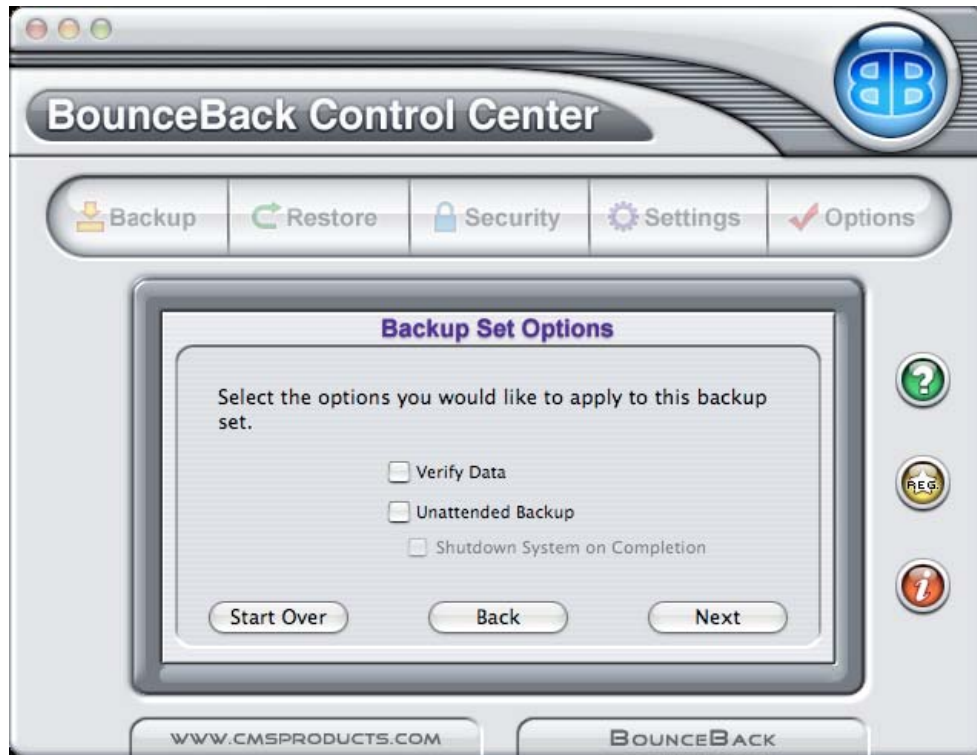 BB
BounceBack Control Center
Backup Restore Security Settings Options
Backup Set Options
Select the options you would like to apply to this backup
set.
Verify Data
Unattended Backup
Shutdown System on Completion
Start Over Back Next
?
REG.
i
WWW.CMSPRODUCTS.COM BOUNCEBACK